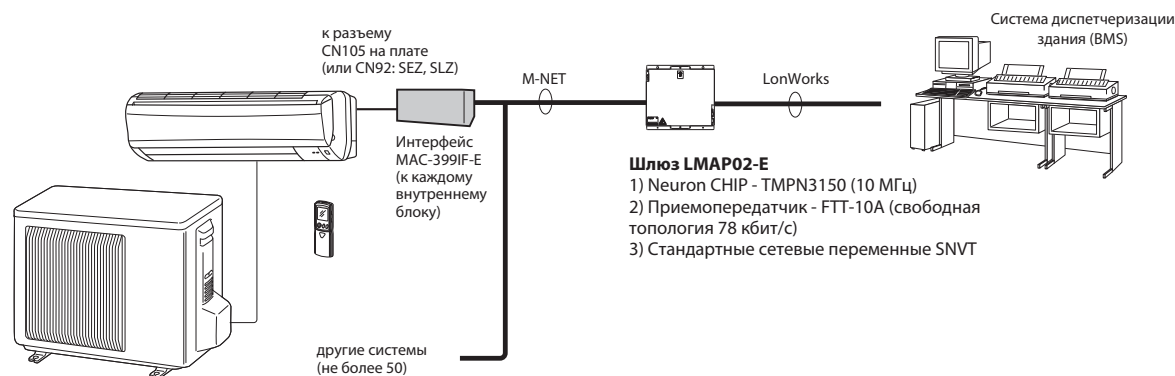 к разъему
CN105 на плате
(или CN92: SEZ, SLZ)
M-NET
LonWorks
Система диспетчеризации
здания (BMS)
Интерфейс
MAC-399IF-E
(к каждому
внутреннему
блоку)
Шлюз LMAP02-E
1) Neuron CHIP - TMPN3150 (10 МГц)
2) Приемопередатчик - FTT-10A (свободная
топология 78 кбит/с)
3) Стандартные сетевые переменные SNVT
другие системы
(не более 50)